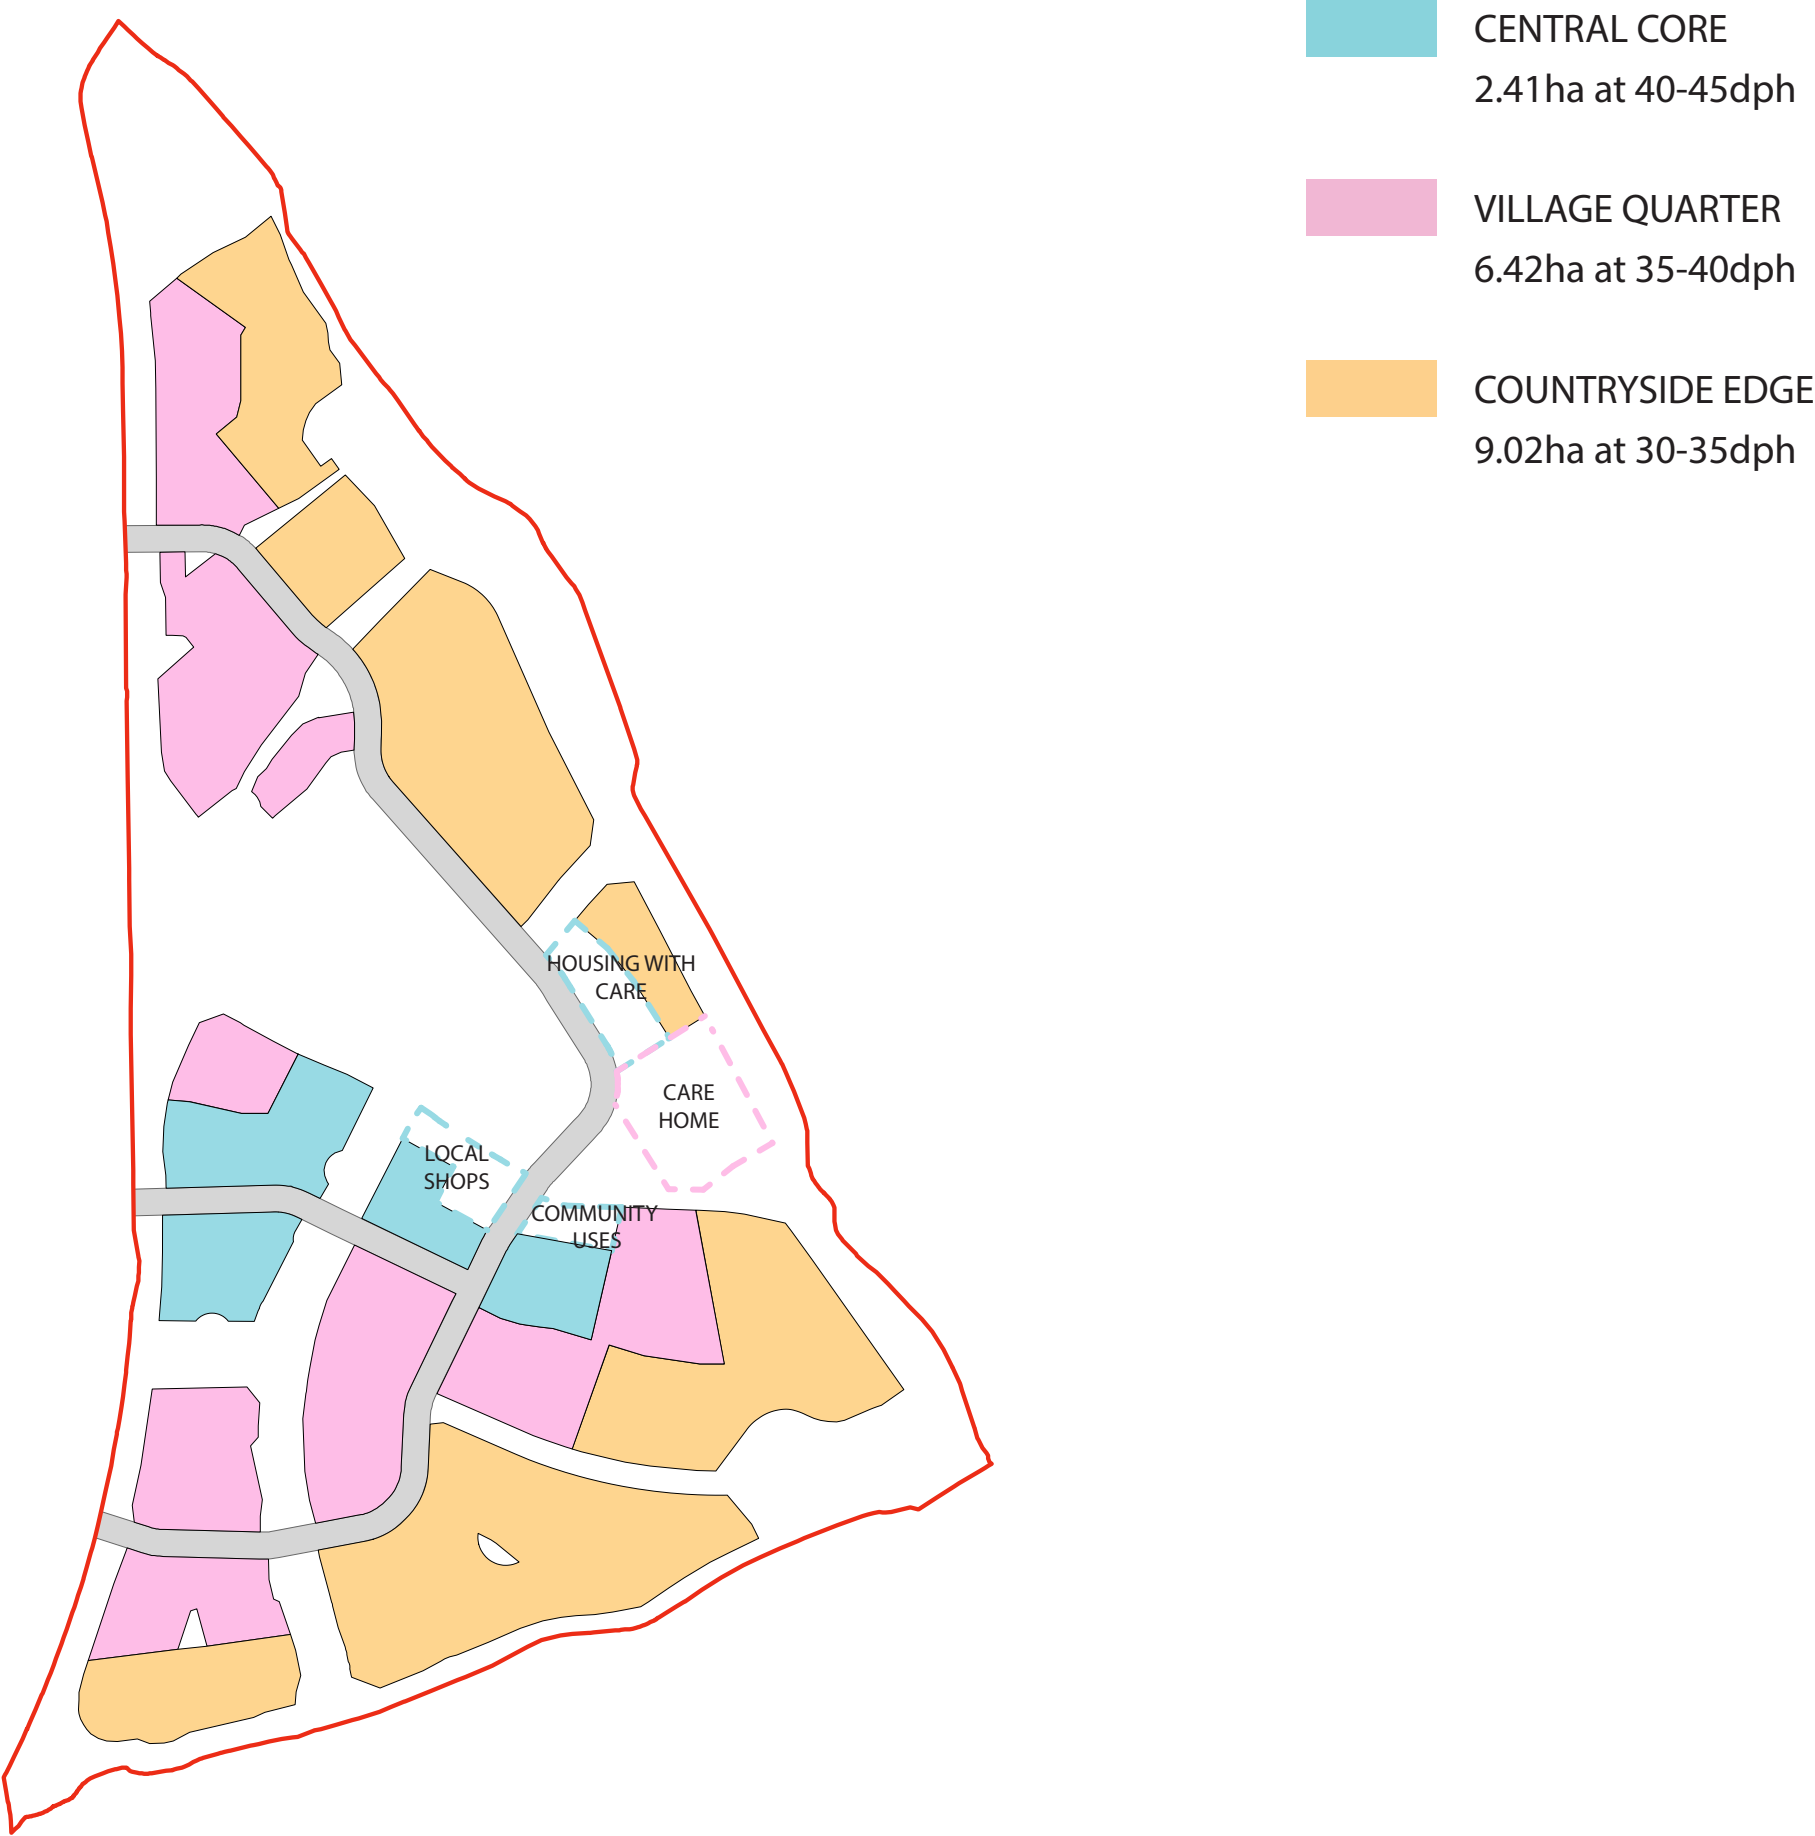 CENTRAL CORE
2.41ha at 40-45dph
VILLAGE QUARTER
6.42ha at 35-40dph
COUNTRYSIDE EDGE
9.02ha at 30-35dph
HOUSING WITH
CARE
CARE
HOME
LOCAL
SHOPS
COMMUNITY
USES